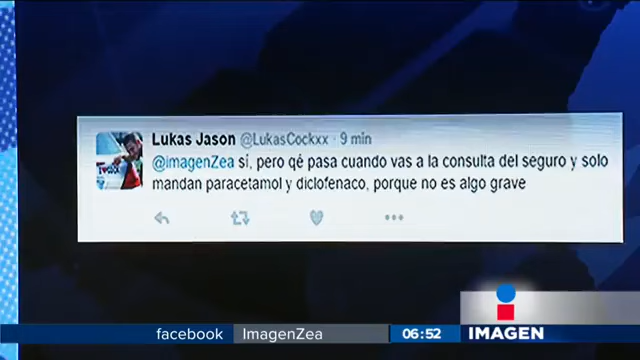 Lukas Jason @LukasCockxx · 9 min
@imagenZea sí, pero qé pasa cuando vas a la consulta del seguro y solo
mandan paracetamol y diclofenaco, porque no es algo grave
facebook ImagenZea 06:52 IMAGEN